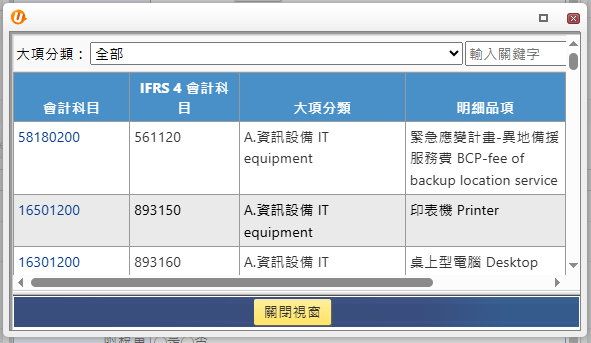 大項分類： 全部 輸入關鍵字
會計科目 IFRS 4 會計科目 大項分類 明細品項
58180200 561120 A.資訊設備 IT equipment 緊急應變計畫-異地備援服務費 BCP-fee of backup location service
16501200 893150 A.資訊設備 IT equipment 印表機 Printer
16301200 893160 A.資訊設備 IT 桌上型電腦 Desktop
關閉視窗
是 否